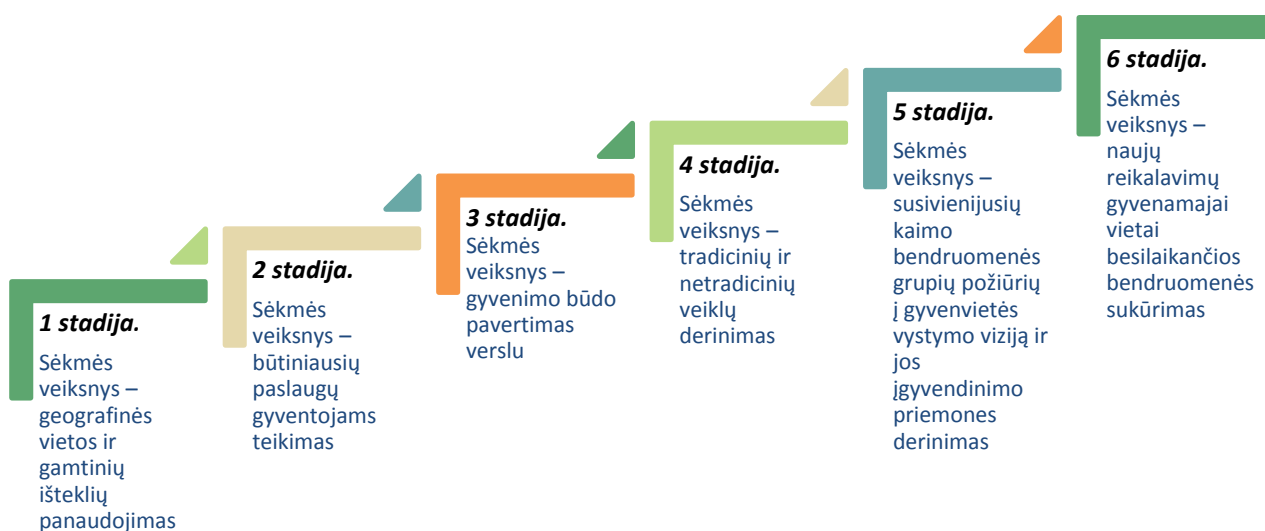 1 stadija.
Sėkmės
veiksnys –
geografinės
vietos ir
gamtinių
išteklių
panaudojimas
2 stadija.
Sėkmės
veiksnys –
būtiniausių
paslaugų
gyventojams
teikimas
3 stadija.
Sėkmės
veiksnys –
gyvenimo būdo
pavertimas
verslu
4 stadija.
Sėkmės
veiksnys –
tradicinių ir
netradicinių
veiklų
derinimas
5 stadija.
Sėkmės
veiksnys –
susivienijusių
kaimo
bendruomenės
grupių požiūrių
į gyvenvietės
vystymo viziją ir
jos
įgyvendinimo
priemones
derinimas
6 stadija.
Sėkmės
veiksnys –
naujų
reikalavimų
gyvenamajai
vietai
besilaikančios
bendruomenės
sukūrimas